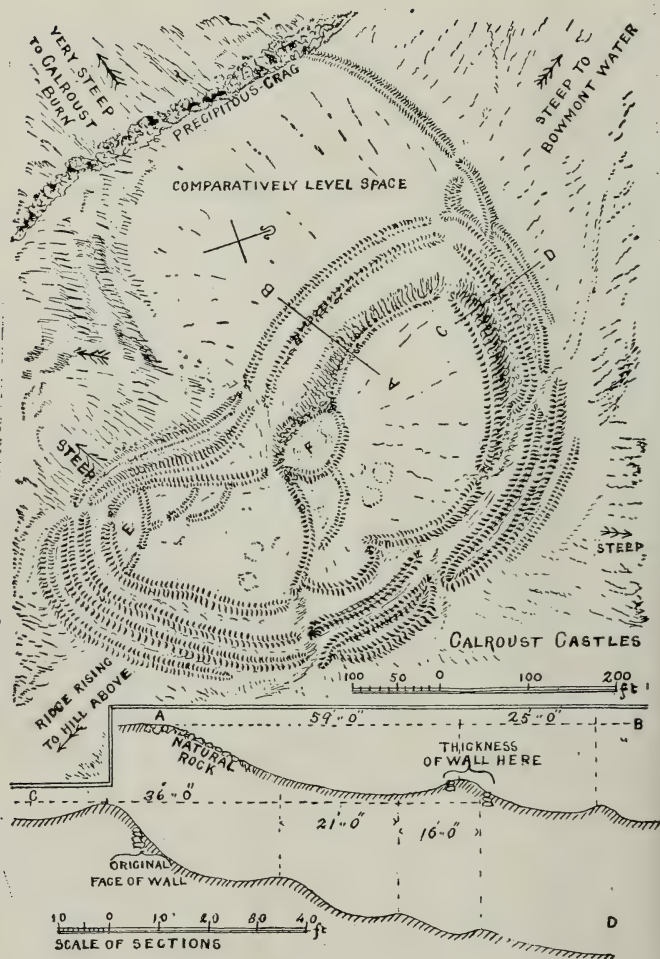 VERY STEEP
TO CALROUST
BURN
PRECIPITOUS-CRAG
STEEP TO
BOWMONT WATER
COMPARATIVELY LEVEL SPACE
B
D
C
A
F
STEEP
E
STEEP
CALROUST CASTLES
100 50 0 100 200
ft
RIDGE RISING
TO HILL ABOVE
A
59'·0"
25'·0"
B
NATURAL
ROCK
THICKNESS
OF WALL HERE
C
36'·0"
21'·0"
16'·0"
ORIGINAL
FACE OF WALL
10 0 10 20 30 40 ft
SCALE OF SECTIONS
D